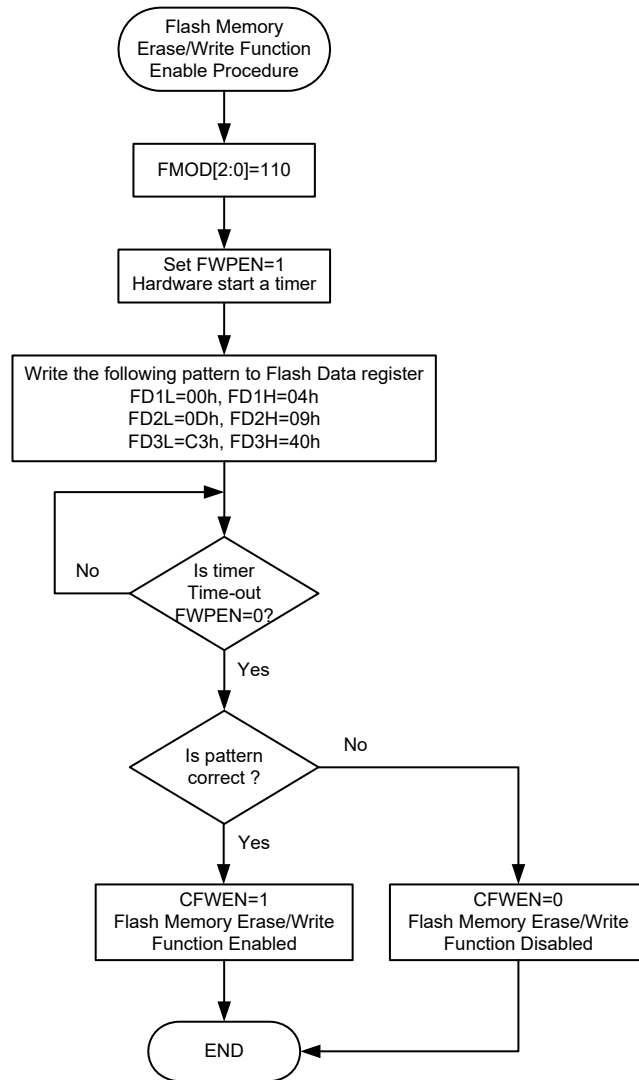 Flash Memory
Erase/Write Function
Enable Procedure
FMOD[2:0]=110
Set FWPEN=1
Hardware start a timer
Write the following pattern to Flash Data register
FD1L=00h, FD1H=04h
FD2L=0Dh, FD2H=09h
FD3L=C3h, FD3H=40h
No
Is timer
Time-out
FWPEN=0?
Yes
Is pattern
correct ?
No
Yes
CFWEN=1
Flash Memory Erase/Write
Function Enabled
CFWEN=0
Flash Memory Erase/Write
Function Disabled
END